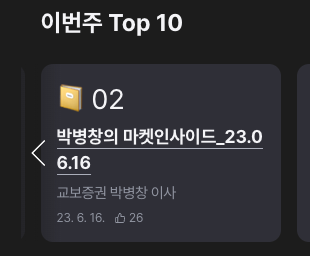 이번주 Top 10
02
박병창의 마켓인사이드_23.0
6.16
교보증권 박병창 이사
23. 6. 16. 26